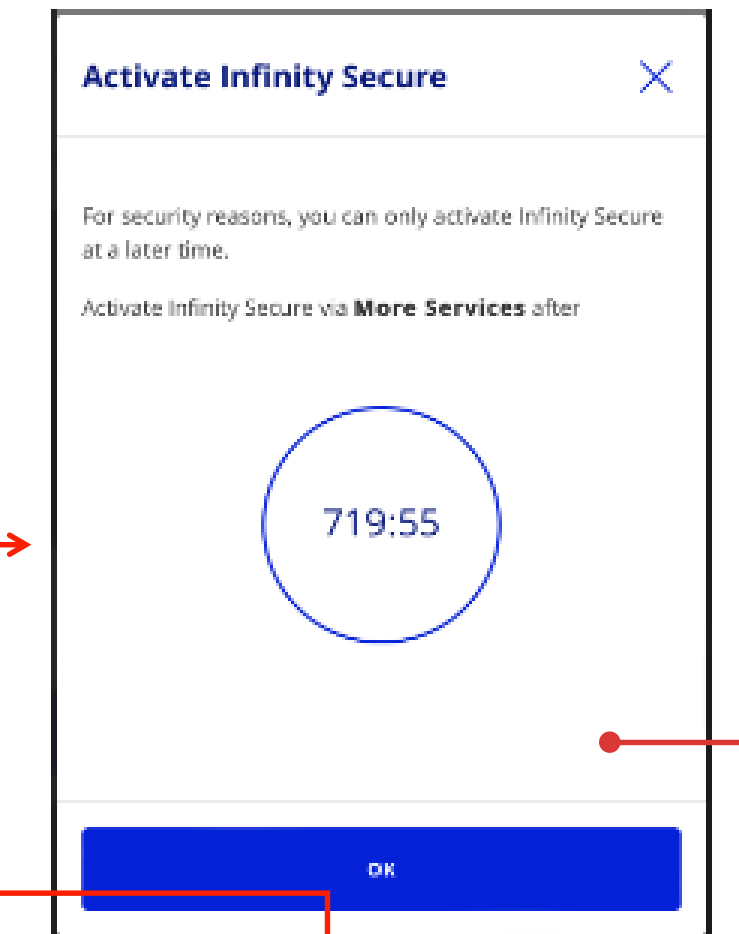 Activate Infinity Secure
For security reasons, you can only activate Infinity Secure
at a later time.
Activate Infinity Secure via More Services after
719:55
OK